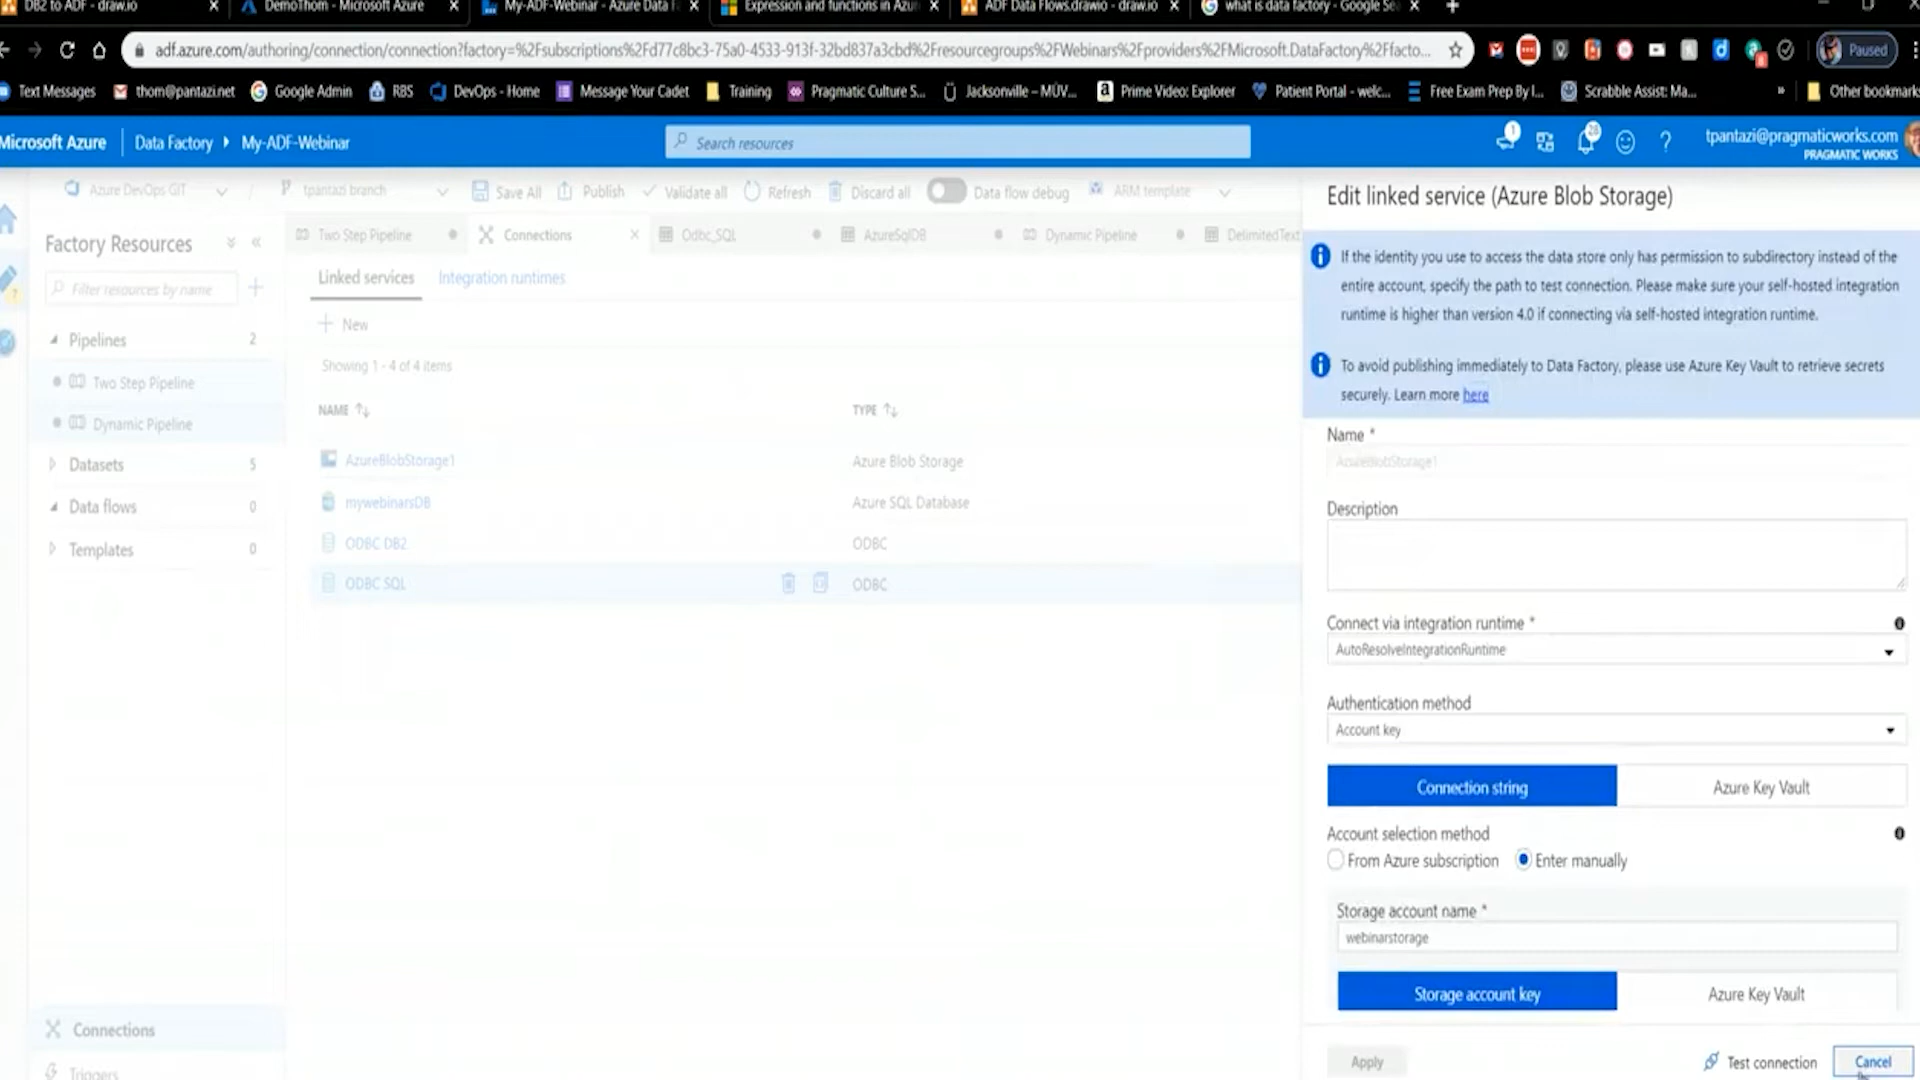 DB2 to ADF - draw.io
DemoThom - Microsoft Azure
My-ADF-Webinar - Azure Data F
Expression and functions in Azu
ADF Data Flows.drawio - draw.io
what is data factory - Google Se
adf.azure.com/authoring/connection/connection?factory=%2Fsubscriptions%2Fd77c8bc3-75a0-4533-913f-32bd837a3cbd%2Fresourcegroups%2FWebinars%2Fproviders%2FMicrosoft.DataFactory%2Ffacto...
Paused
Text Messages
thom@pantazi.net
Google Admin
RBS
DevOps - Home
Message Your Cadet
Training
Pragmatic Culture S...
Jacksonville – MÜV...
Prime Video: Explorer
Patient Portal - welc...
Free Exam Prep By I...
Scrabble Assist: Ma...
»
Other bookmarks
Microsoft Azure
Data Factory
My-ADF-Webinar
Search resources
1
28
tpantazi@pragmaticworks.com
PRAGMATIC WORKS
Azure DevOps GIT
/
tpantazi branch
Save All
Publish
Validate all
Refresh
Discard all
Data flow debug
ARM template
Factory Resources
Filter resources by name
Pipelines 2
Two Step Pipeline
Dynamic Pipeline
Datasets 5
Data flows 0
Templates 0
Connections
Triggers
Two Step Pipeline
Connections
Odbc_SQL
AzureSqlDB
Dynamic Pipeline
DelimitedText
Linked services
Integration runtimes
New
Showing 1 - 4 of 4 items
NAME TYPE
AzureBlobStorage1 Azure Blob Storage
mywebinarsDB Azure SQL Database
ODBC DB2 ODBC
ODBC SQL ODBC
Edit linked service (Azure Blob Storage)
If the identity you use to access the data store only has permission to subdirectory instead of the
entire account, specify the path to test connection. Please make sure your self-hosted integration
runtime is higher than version 4.0 if connecting via self-hosted integration runtime.
To avoid publishing immediately to Data Factory, please use Azure Key Vault to retrieve secrets
securely. Learn more here
Name *
AzureBlobStorage1
Description
Connect via integration runtime *
AutoResolveIntegrationRuntime
Authentication method
Account key
Connection string
Azure Key Vault
Account selection method
From Azure subscription
Enter manually
Storage account name *
webinarstorage
Storage account key
Azure Key Vault
Apply
Test connection
Cancel